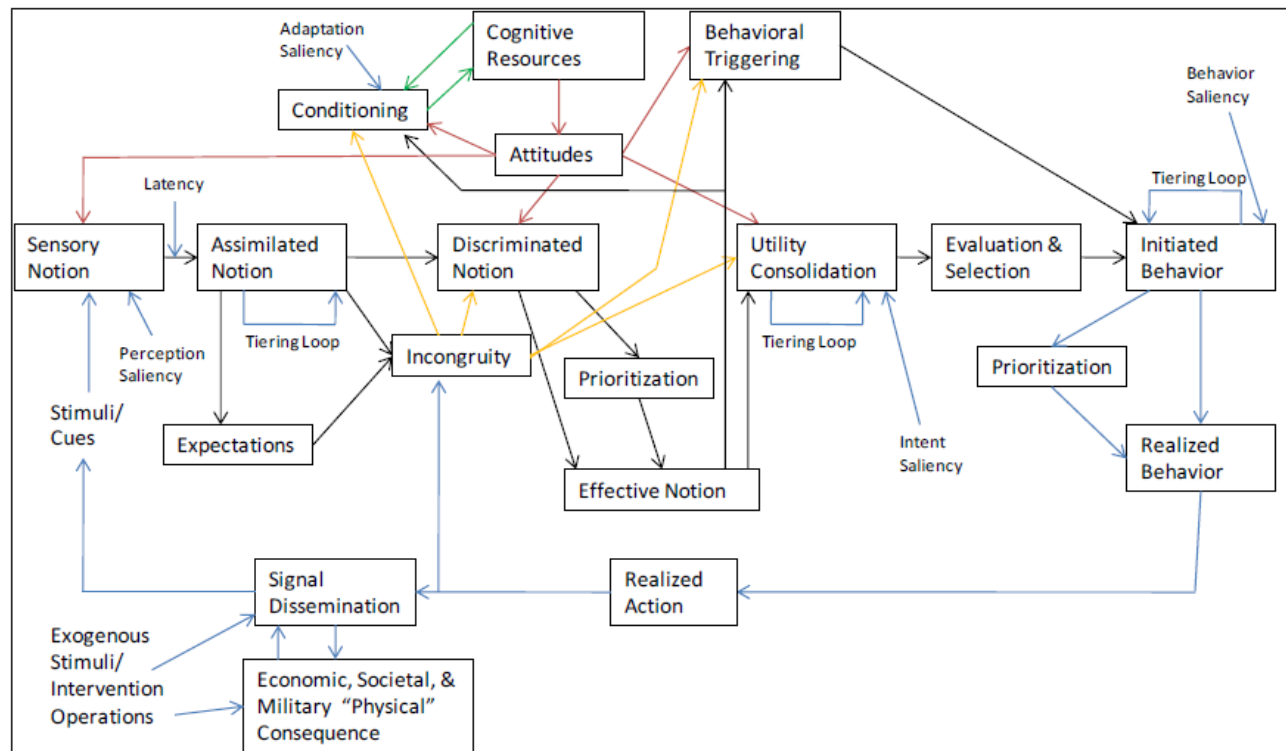 Adaptation
Saliency
Cognitive
Resources
Behavioral
Triggering
Behavior
Saliency
Conditioning
Attitudes
Latency
Tiering Loop
Sensory
Notion
Assimilated
Notion
Discriminated
Notion
Utility
Consolidation
Evaluation &
Selection
Initiated
Behavior
Tiering Loop
Tiering Loop
Perception
Saliency
Incongruity
Prioritization
Prioritization
Stimuli/
Cues
Expectations
Intent
Saliency
Realized
Behavior
Effective Notion
Signal
Dissemination
Realized
Action
Exogenous
Stimuli/
Intervention
Operations
Economic, Societal, &
Military “Physical”
Consequence